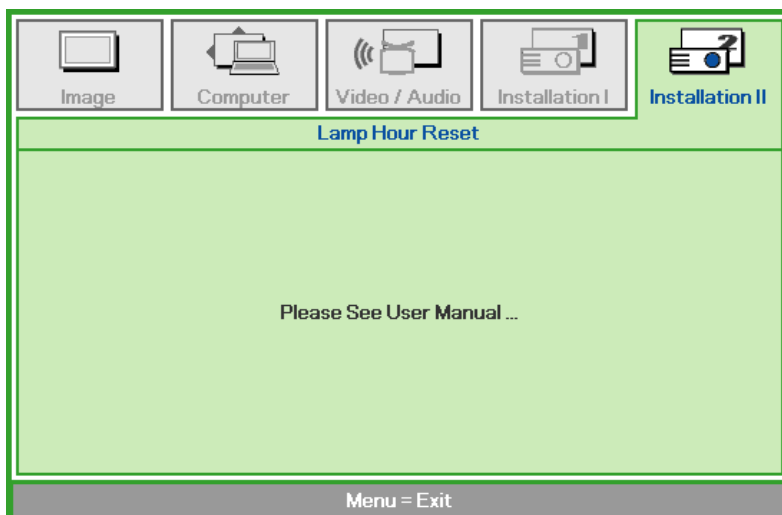 Image
Computer
Video / Audio
Installation I
Installation II
Lamp Hour Reset
Please See User Manual ...
Menu = Exit